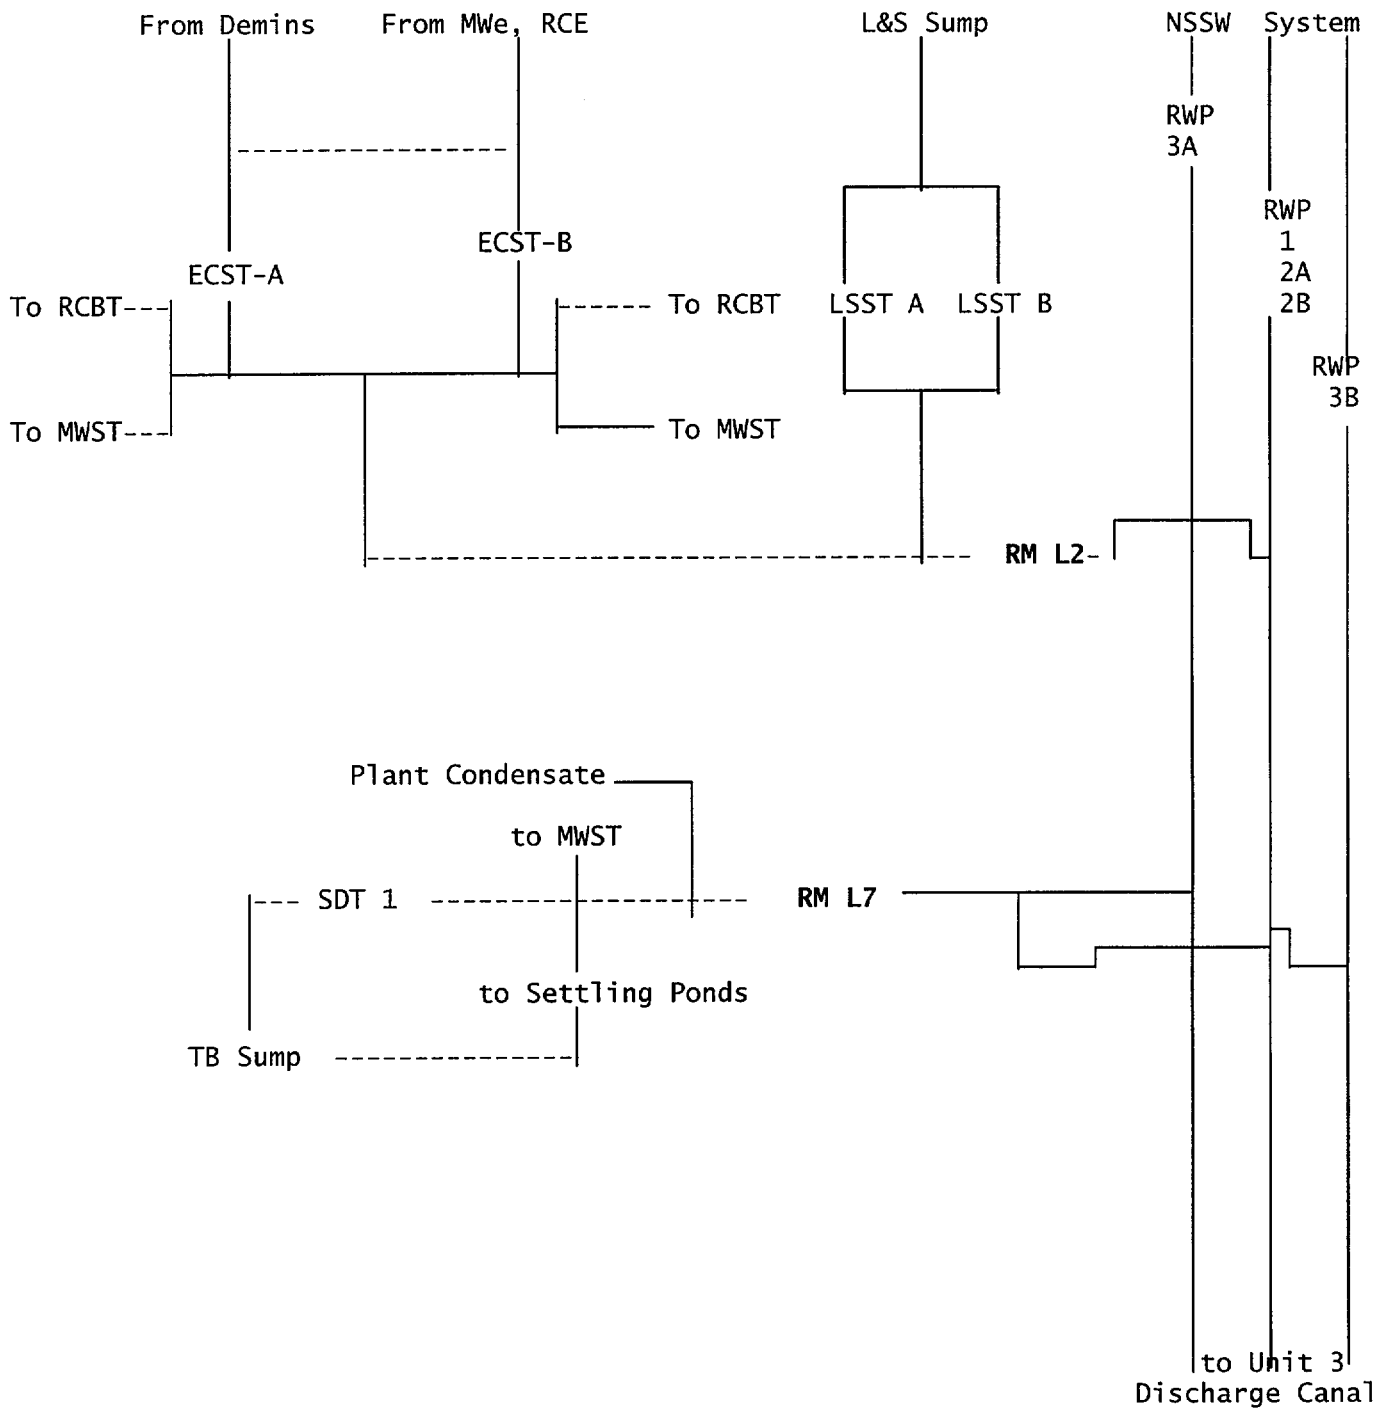 From Demins From MWe, RCE L&S Sump NSSW System
RWP
3A
RWP
1
2A
2B
ECST-B
ECST-A
To RCBT
To RCBT
LSST A LSST B
RWP
3B
To MWST
To MWST
RM L2
Plant Condensate
to MWST
SDT 1
RM L7
to Settling Ponds
TB Sump
to Unit 3
Discharge Canal